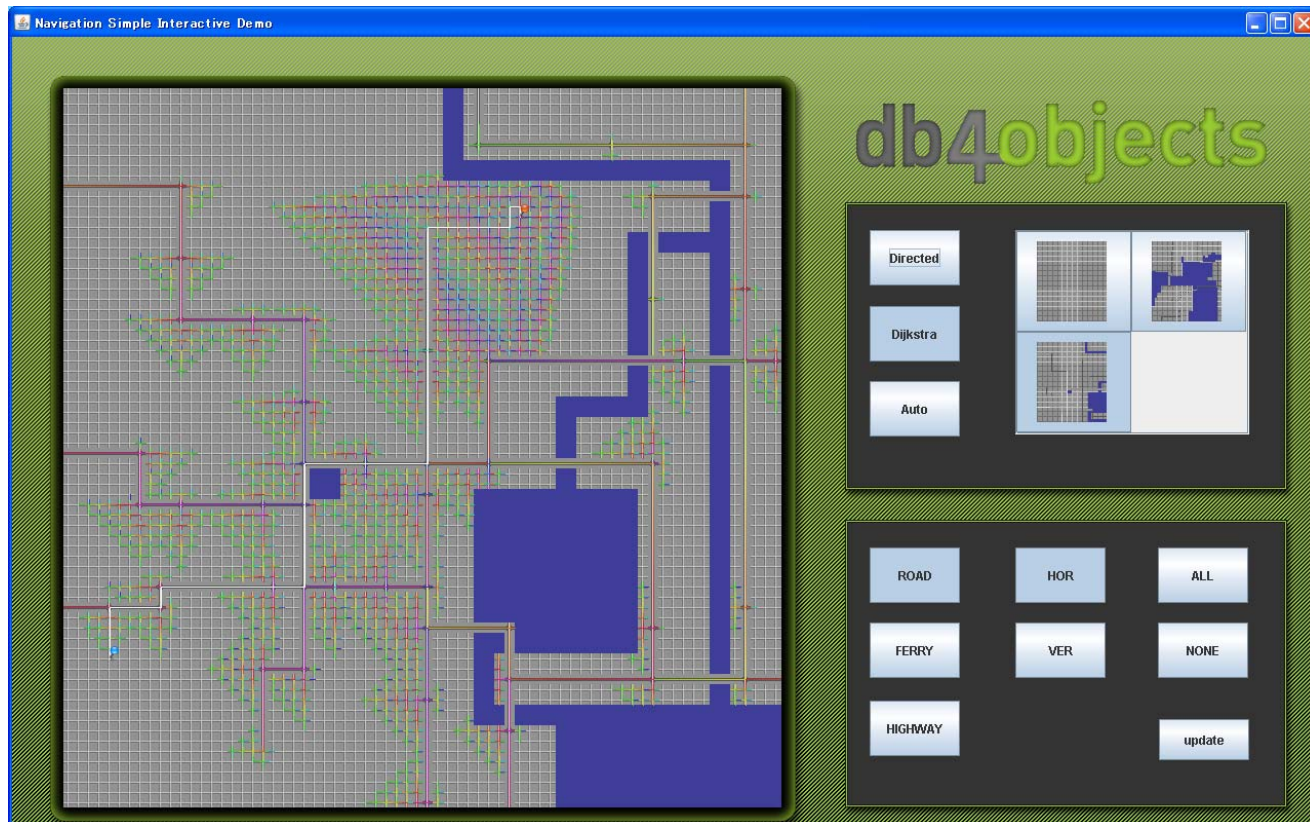 Navigation Simple Interactive Demo
db4objects
Directed
Dijkstra
Auto
ROAD
HOR
ALL
FERRY
VER
NONE
HIGHWAY
update